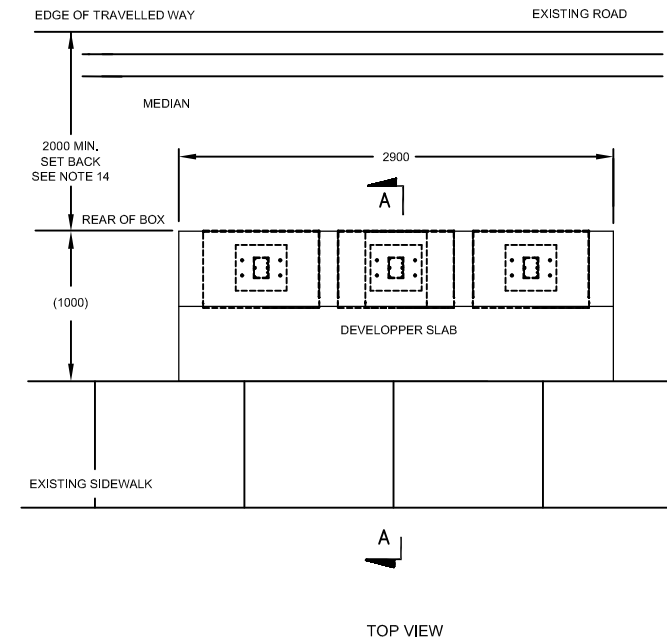 EDGE OF TRAVELLED WAY
EXISTING ROAD
MEDIAN
2000 MIN.
SET BACK
SEE NOTE 14
2900
A
REAR OF BOX
(1000)
DEVELOPPER SLAB
EXISTING SIDEWALK
A
TOP VIEW